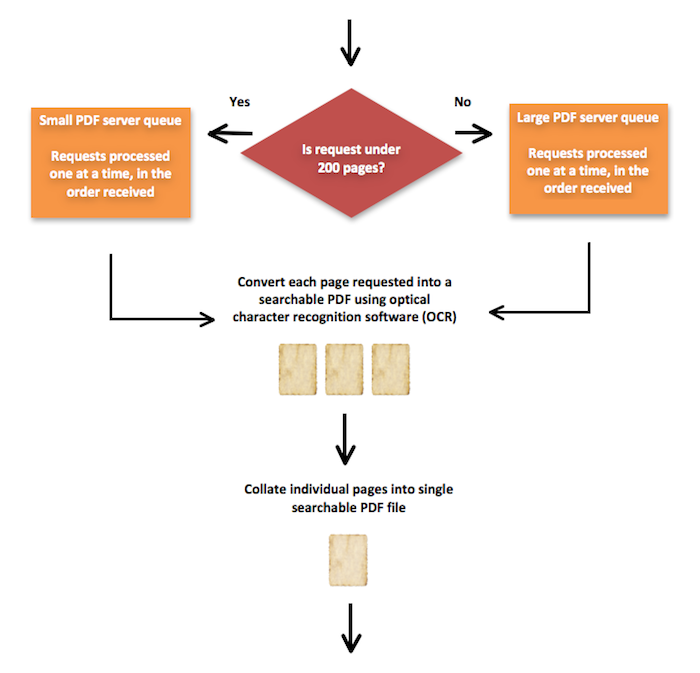 Yes
No
Small PDF server queue
Requests processed
one at a time, in the
order received
Is request under
200 pages?
Large PDF server queue
Requests processed
one at a time, in the
order received
Convert each page requested into a
searchable PDF using optical
character recognition software (OCR)
Collate individual pages into single
searchable PDF file